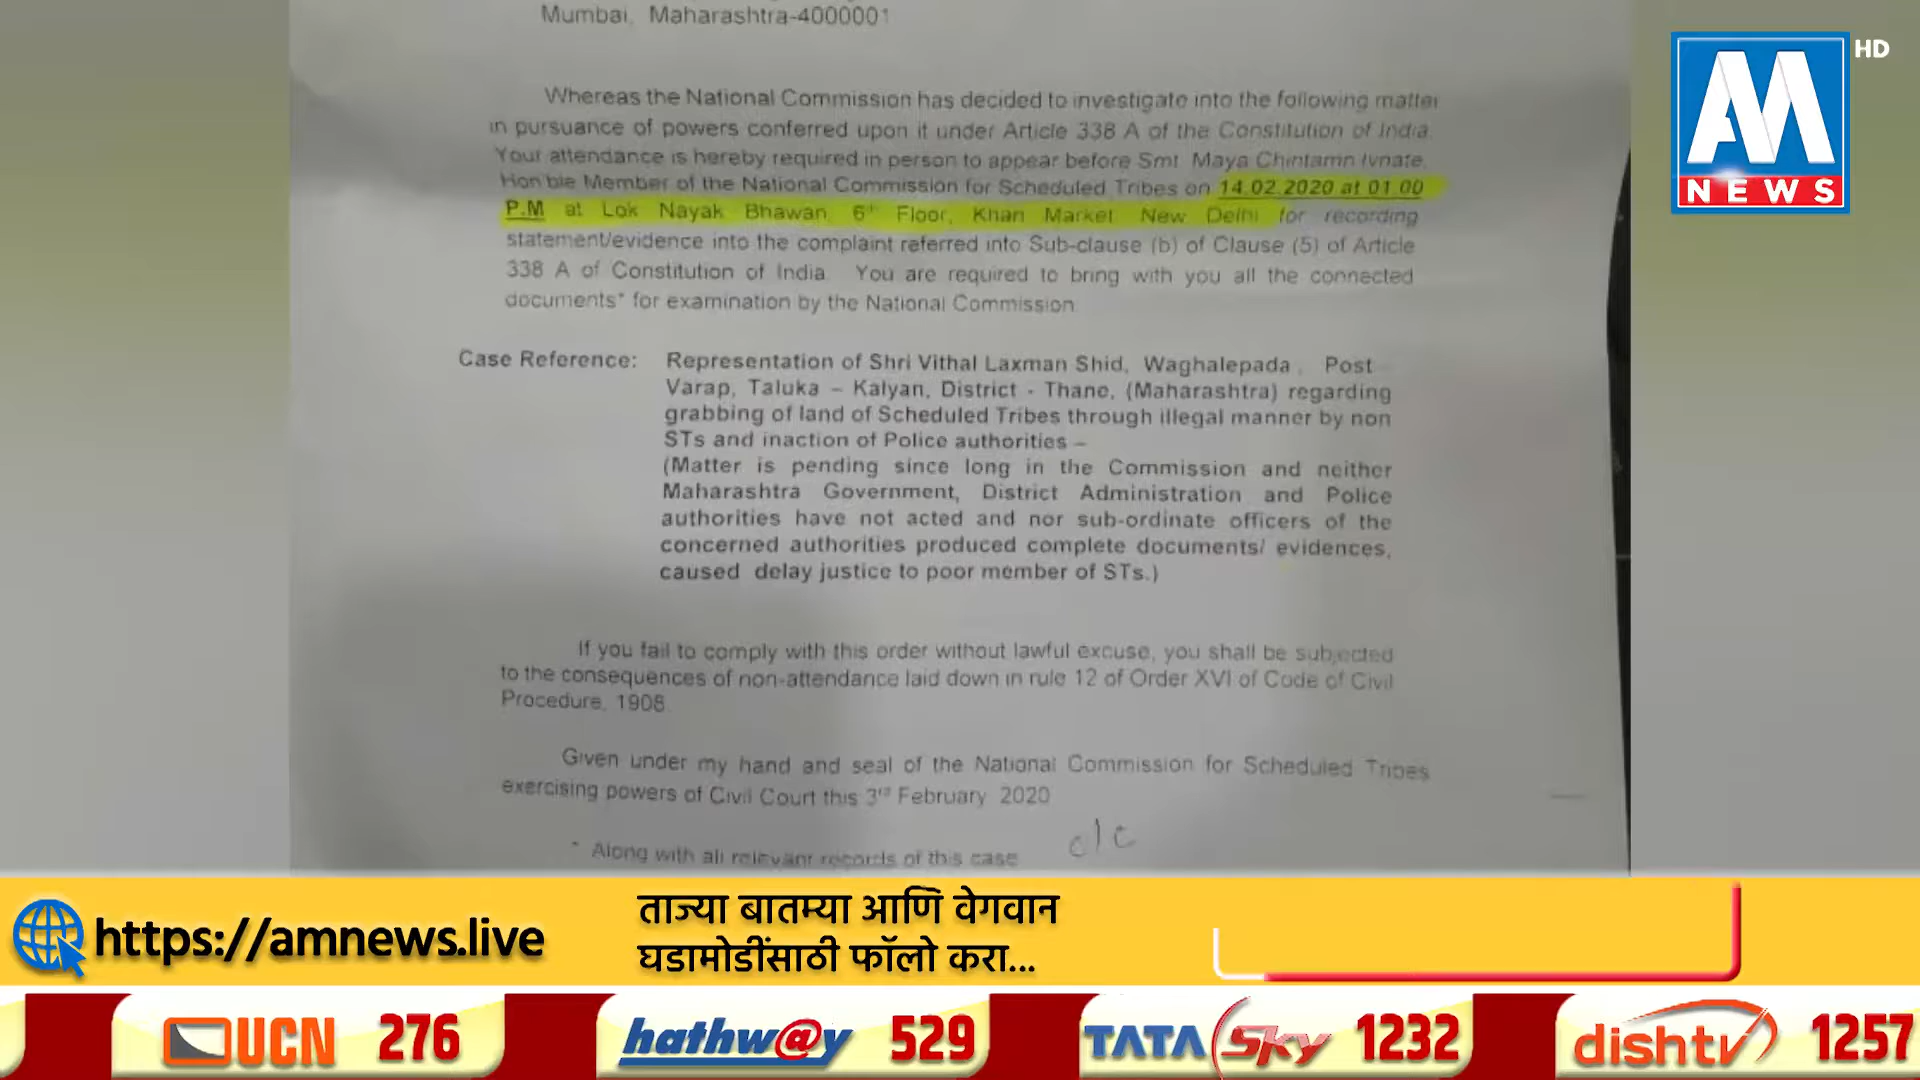 Mumbai, Maharashtra-4000001
Whereas the National Commission has decided to investigate into the following matter
in pursuance of powers conferred upon it under Article 338 A of the Constitution of India.
Your attendance is hereby required in person to appear before Smt. Maya Chintamn Ivnate,
Hon'ble Member of the National Commission for Scheduled Tribes on 14.02.2020 at 01.00
P.M at Lok Nayak Bhawan, 6th Floor, Khan Market, New Delhi for recording
statement/evidence into the complaint referred into Sub-clause (b) of Clause (5) of Article
338 A of Constitution of India. You are required to bring with you all the connected
documents* for examination by the National Commission.
Case Reference: Representation of Shri Vithal Laxman Shid, Waghalepada , Post –
Varap, Taluka – Kalyan, District - Thane, (Maharashtra) regarding
grabbing of land of Scheduled Tribes through illegal manner by non
STs and inaction of Police authorities –
(Matter is pending since long in the Commission and neither
Maharashtra Government, District Administration and Police
authorities have not acted and nor sub-ordinate officers of the
concerned authorities produced complete documents/ evidences,
caused delay justice to poor member of STs.)
If you fail to comply with this order without lawful excuse, you shall be subjected
to the consequences of non-attendance laid down in rule 12 of Order XVI of Code of Civil
Procedure, 1908.
Given under my hand and seal of the National Commission for Scheduled Tribes
exercising powers of Civil Court this 3rd February 2020
* Along with all relevant records of this case
AM HD
NEWS
https://amnews.live
ताज्या बातम्या आणि वेगवान
घडामोडींसाठी फॉलो करा...
UCN 276 hathw@y 529 TATA Sky 1232 dishtv 1257